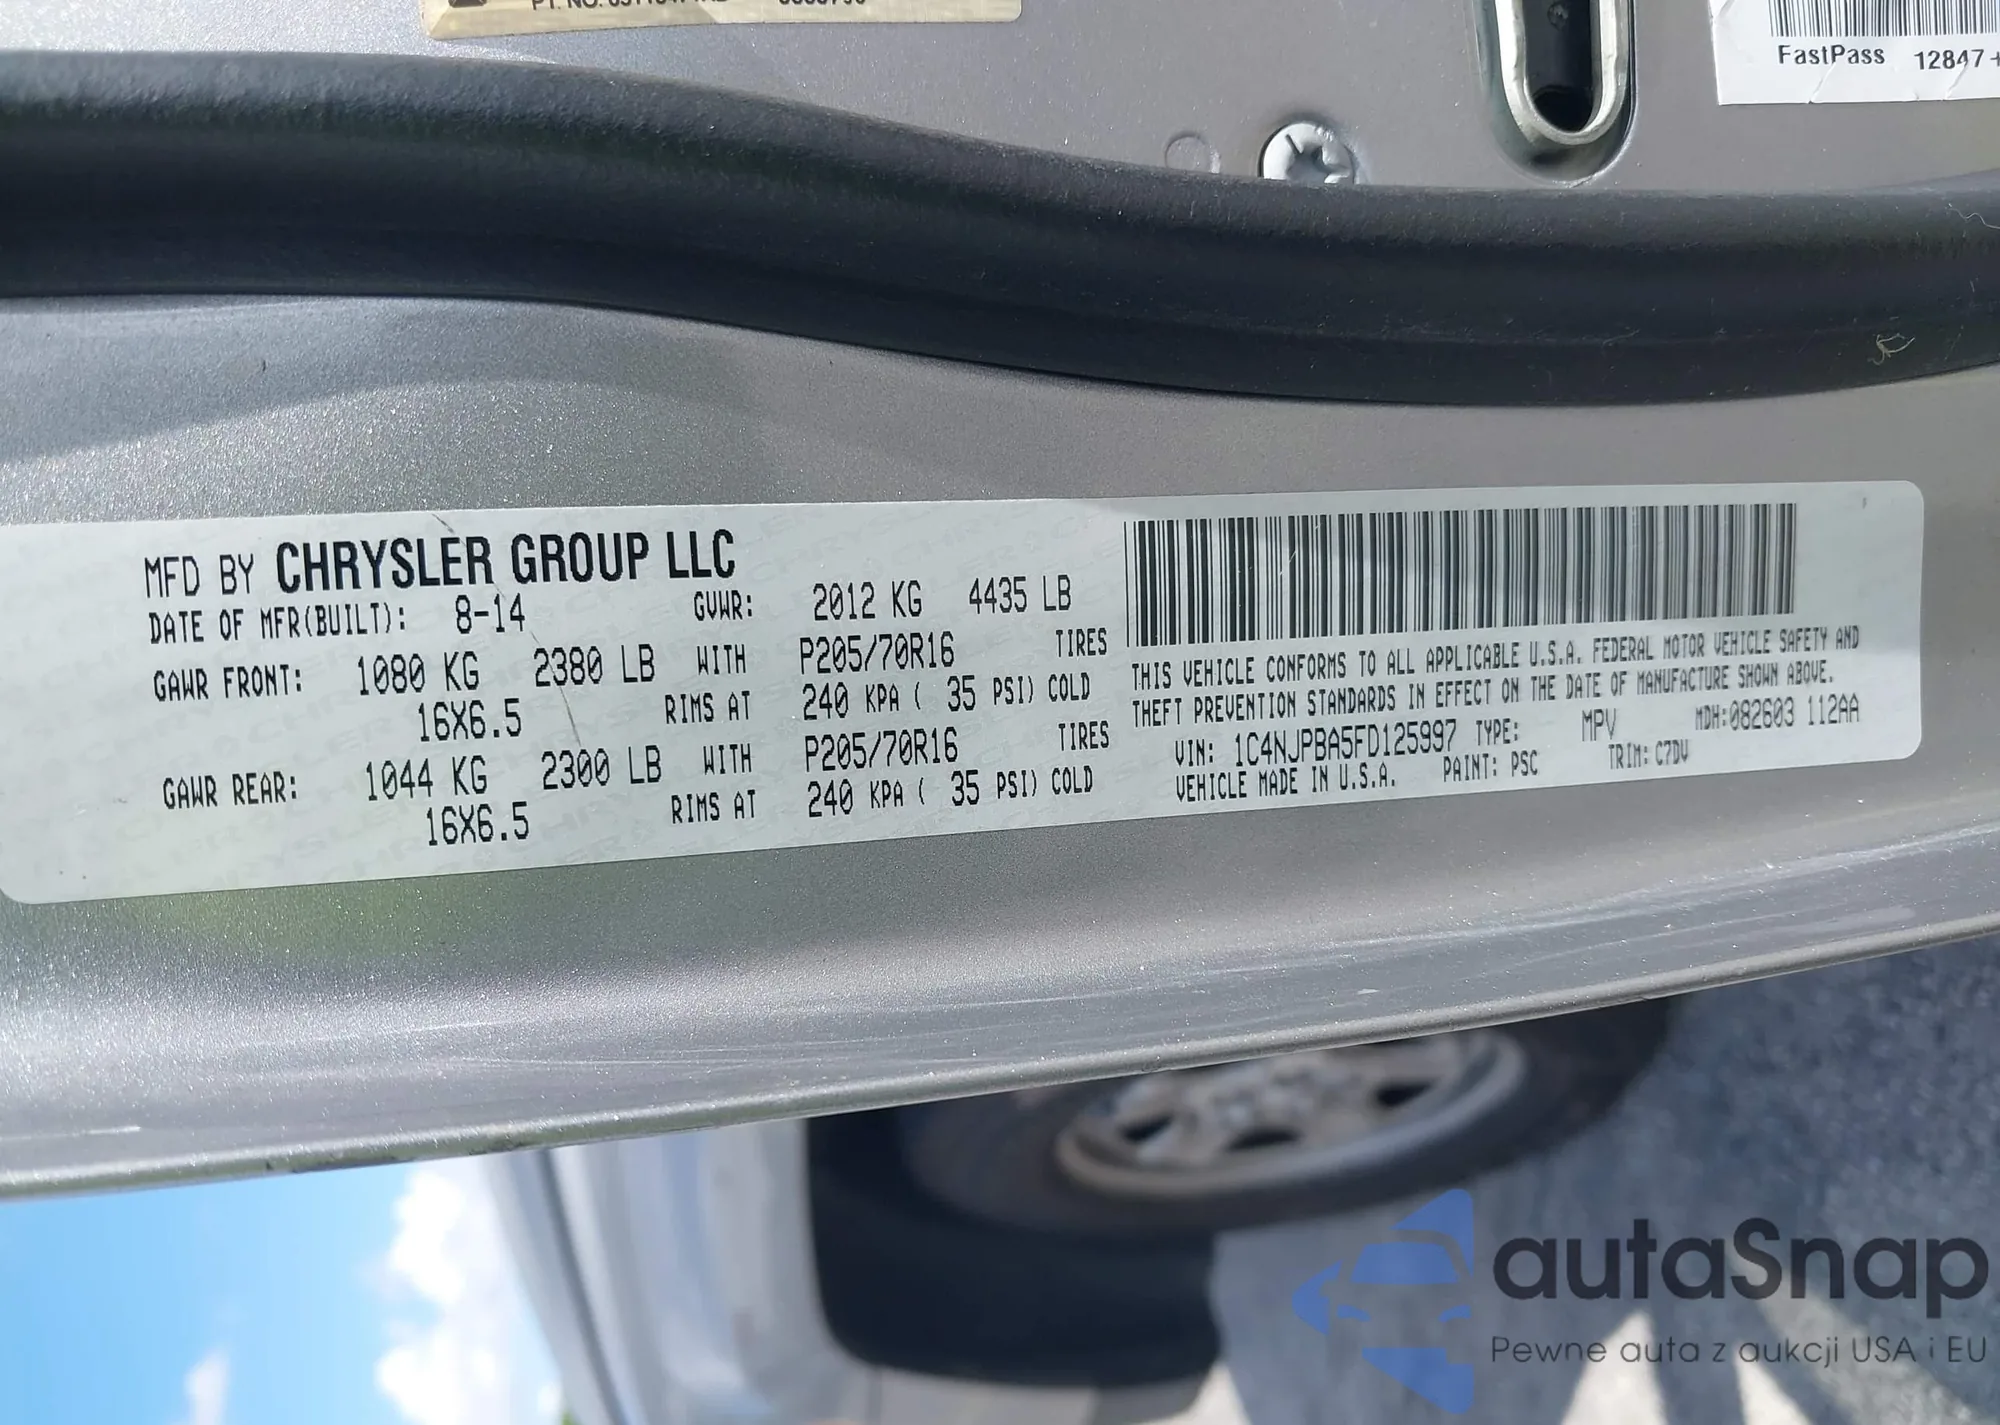 FastPass 12847
MFD BY CHRYSLER GROUP LLC
DATE OF MFR(BUILT): 8-14 GVWR: 2012 KG 4435 LB
GAWR FRONT: 1080 KG 2380 LB WITH P205/70R16 TIRES
16X6.5 RIMS AT 240 KPA ( 35 PSI) COLD
GAWR REAR: 1044 KG 2300 LB WITH P205/70R16 TIRES
16X6.5 RIMS AT 240 KPA ( 35 PSI) COLD
THIS VEHICLE CONFORMS TO ALL APPLICABLE U.S.A. FEDERAL MOTOR VEHICLE SAFETY AND
THEFT PREVENTION STANDARDS IN EFFECT ON THE DATE OF MANUFACTURE SHOWN ABOVE.
VIN: 1C4NJPBA5FD125997 TYPE: MPV MDH:082603 112AA
VEHICLE MADE IN U.S.A. PAINT: PSC TRIM: C7DV
autaSnap
Pewne auta z aukcji USA i EU